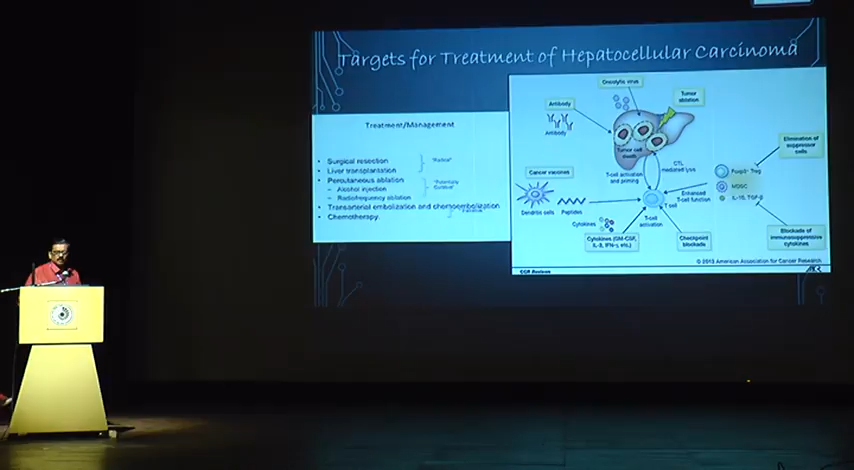 Targets for Treatment of Hepatocellular Carcinoma
Treatment/Management
• Surgical resection
• Liver transplantation
"Radical"
• Percutaneous ablation
– Alcohol injection
– Radiofrequency ablation
• Transarterial embolization and chemoembolization
• Chemotherapy.
Oncolytic virus
Antibody
Antibody
Tumor
ablation
Tumor cell
death
Elimination of
suppressor
cells
CTL
mediated lysis
T-cell activation
and priming
Cancer vaccines
Foxp3+ Treg
MDSC
IL-10, TGF-β
Enhanced
T-cell function
Dendritic cells
Peptides
T cell
Cytokines
T-cell
activation
Cytokines (GM-CSF,
IL-2, IFN-γ, etc.)
Checkpoint
blockade
Blockade of
immunosuppressive
cytokines
© 2013 American Association for Cancer Research
CCR Reviews
AACR